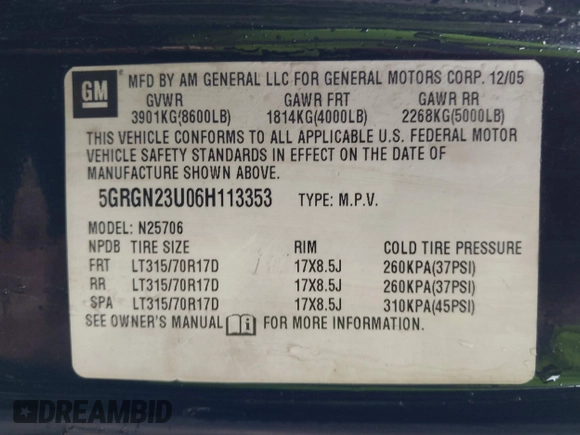 GM
MFD BY AM GENERAL LLC FOR GENERAL MOTORS CORP. 12/05
GVWR GAWR FRT GAWR RR
3901KG(8600LB) 1814KG(4000LB) 2268KG(5000LB)
THIS VEHICLE CONFORMS TO ALL APPLICABLE U.S. FEDERAL MOTOR
VEHICLE SAFETY STANDARDS IN EFFECT ON THE DATE OF
MANUFACTURE SHOWN ABOVE.
5GRGN23U06H113353 TYPE: M.P.V.
MODEL: N25706
NPDB TIRE SIZE RIM COLD TIRE PRESSURE
FRT LT315/70R17D 17X8.5J 260KPA(37PSI)
RR LT315/70R17D 17X8.5J 260KPA(37PSI)
SPA LT315/70R17D 17X8.5J 310KPA(45PSI)
SEE OWNER'S MANUAL FOR MORE INFORMATION.
DREAMBID